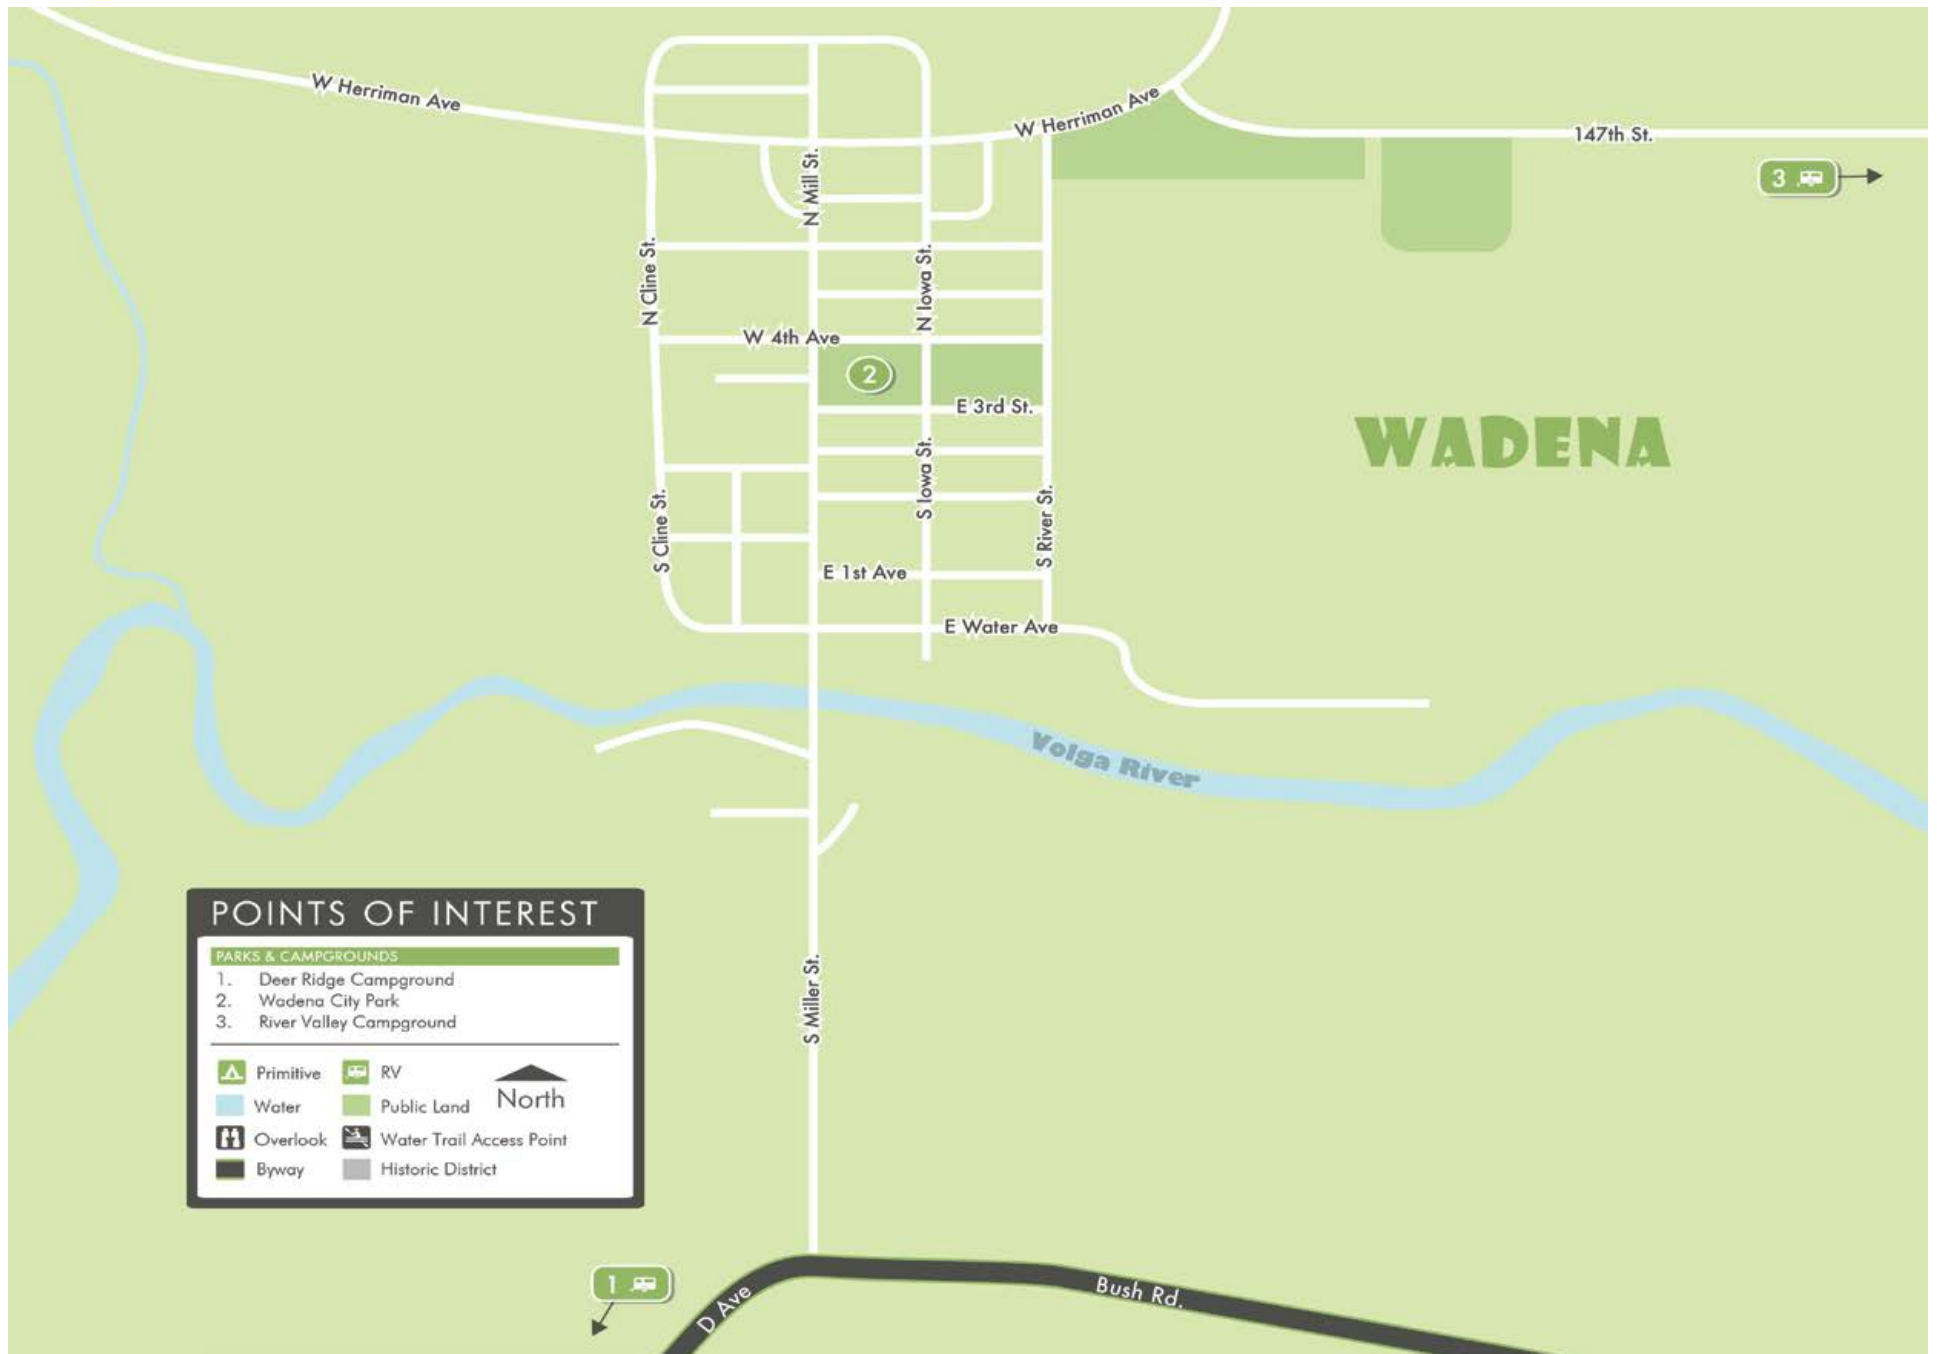 W Herriman Ave
W Herriman Ave
147th St.
N Mill St.
3
N Cline St.
N Iowa St.
W 4th Ave
2
E 3rd St.
WADENA
S Iowa St.
S Cline St.
S River St.
E 1st Ave
E Water Ave
Volga River
S Miller St.
POINTS OF INTEREST
PARKS & CAMPGROUNDS
1. Deer Ridge Campground
2. Wadena City Park
3. River Valley Campground
Primitive
RV
North
Water
Public Land
Overlook
Water Trail Access Point
Byway
Historic District
1
D Ave
Bush Rd.